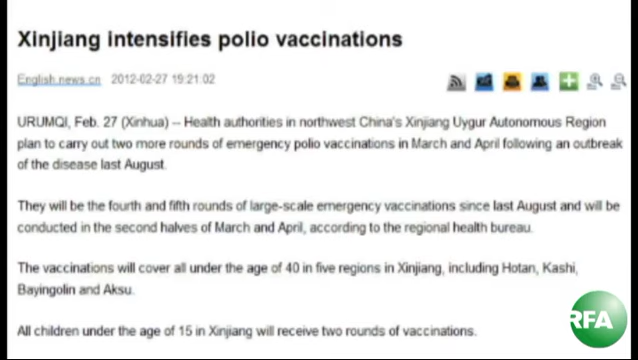 Xinjiang intensifies polio vaccinations
English.news.cn 2012-02-27 19:21:02
URUMQI, Feb. 27 (Xinhua) -- Health authorities in northwest China's Xinjiang Uygur Autonomous Region
plan to carry out two more rounds of emergency polio vaccinations in March and April following an outbreak
of the disease last August.
They will be the fourth and fifth rounds of large-scale emergency vaccinations since last August and will be
conducted in the second halves of March and April, according to the regional health bureau.
The vaccinations will cover all under the age of 40 in five regions in Xinjiang, including Hotan, Kashi,
Bayingolin and Aksu.
All children under the age of 15 in Xinjiang will receive two rounds of vaccinations.
RFA